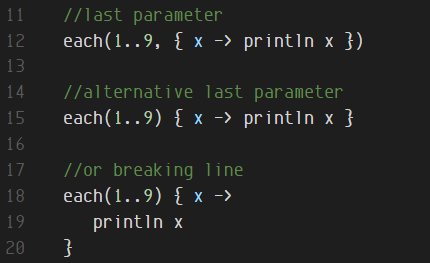 11 //last parameter
12 each(1..9, { x -> println x })
13
14 //alternative last parameter
15 each(1..9) { x -> println x }
16
17 //or breaking line
18 each(1..9) { x ->
19 println x
20 }